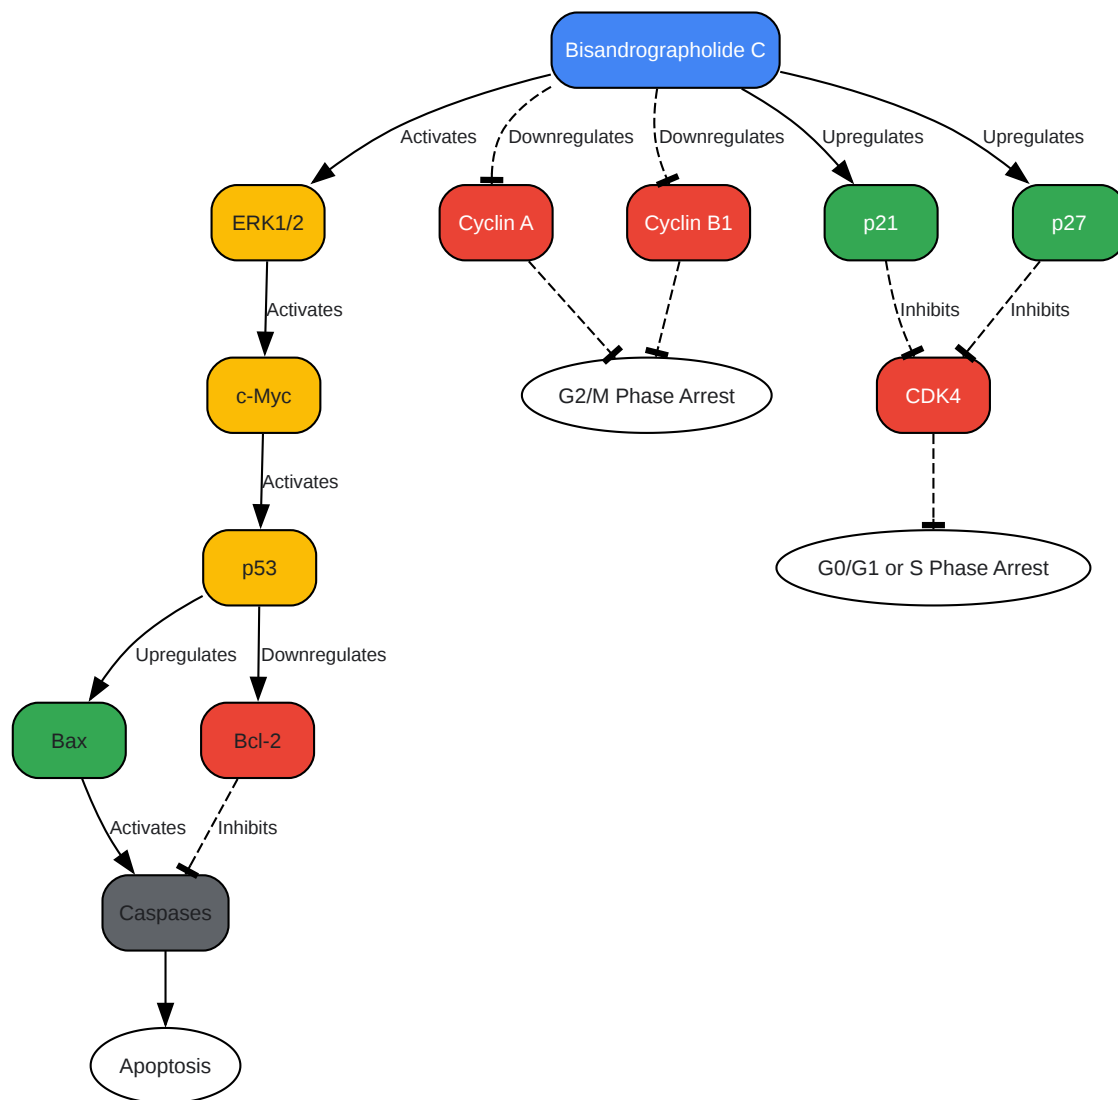 Bisandrographolide C
Activates
Downregulates
Downregulates
Upregulates
Upregulates
ERK1/2
Cyclin A
Cyclin B1
p21
p27
Activates
Inhibits
Inhibits
c-Myc
G2/M Phase Arrest
CDK4
Activates
p53
G0/G1 or S Phase Arrest
Upregulates
Downregulates
Bax
Bcl-2
Activates
Inhibits
Caspases
Apoptosis